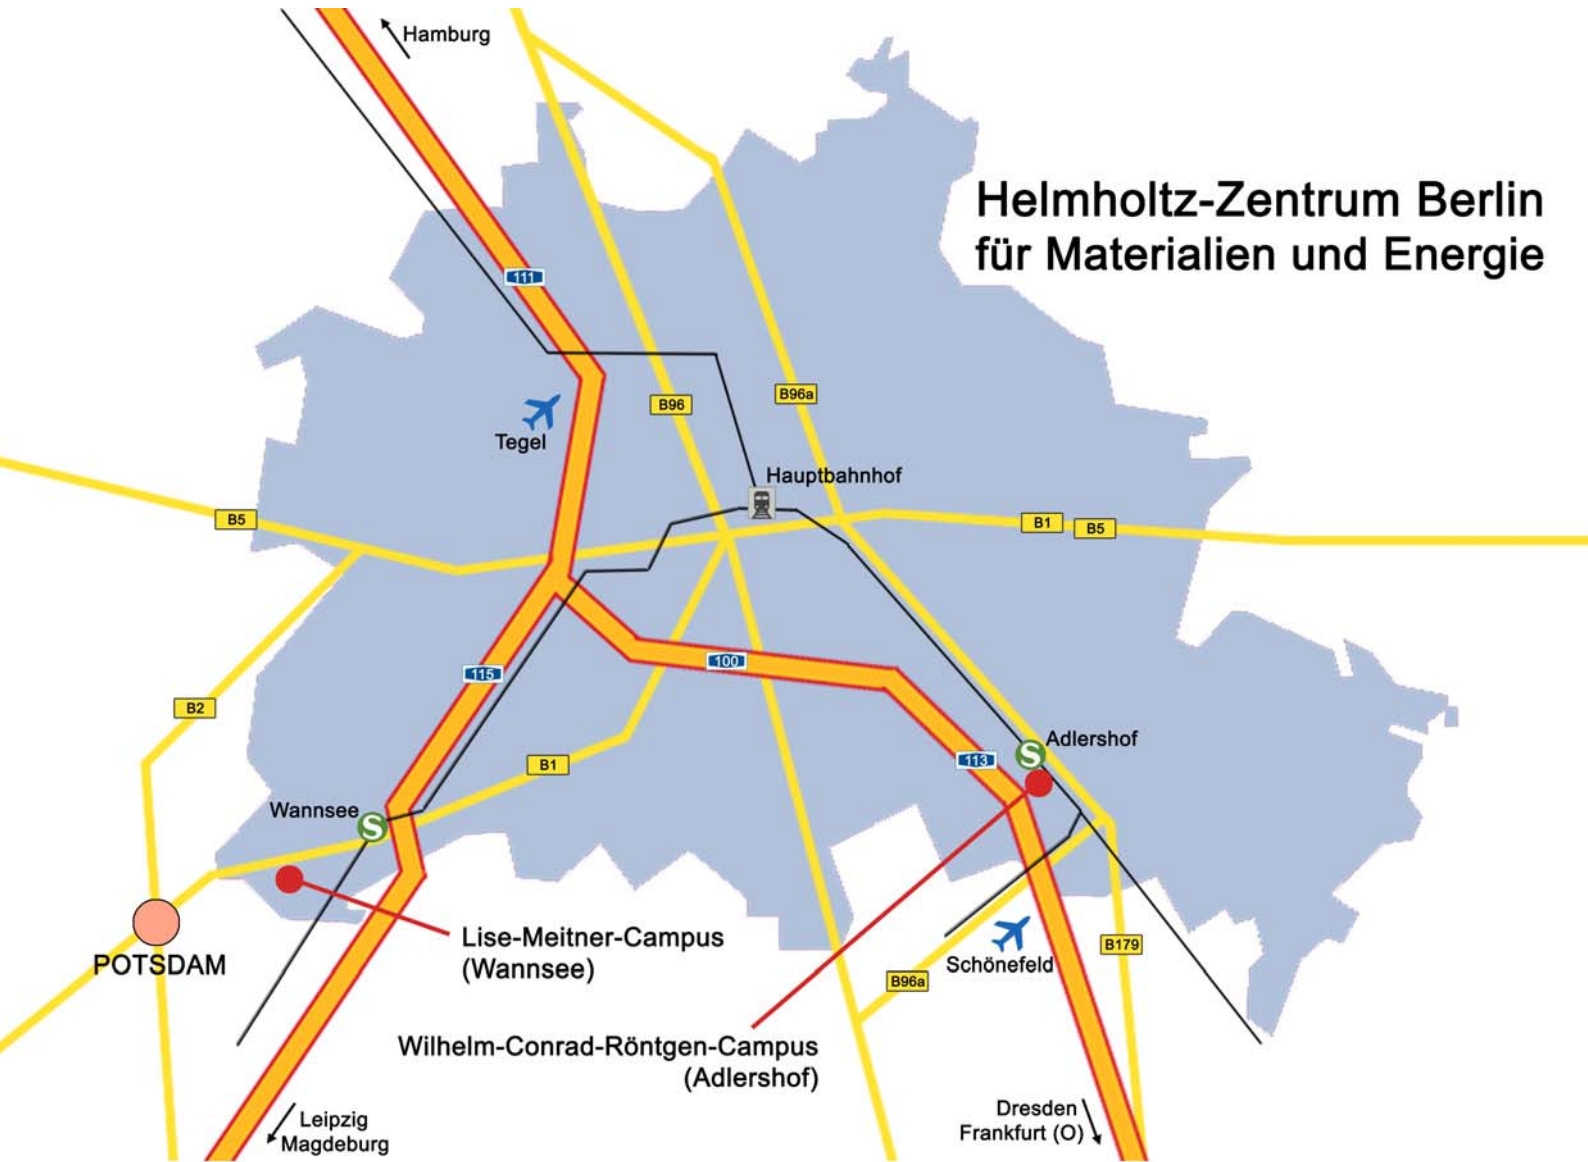 Hamburg
Helmholtz-Zentrum Berlin
für Materialien und Energie
111
B96a
B96
Tegel
Hauptbahnhof
B5
B1
B5
100
115
B2
Adlershof
113
B1
Wannsee
S
S
Lise-Meitner-Campus
(Wannsee)
B179
POTSDAM
Schönefeld
B96a
Wilhelm-Conrad-Röntgen-Campus
(Adlershof)
Leipzig
Magdeburg
Dresden
Frankfurt (O)